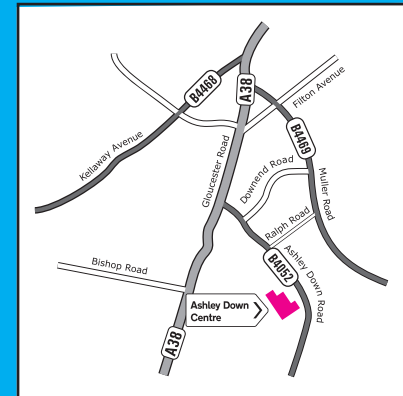 B4468
A38
Filton Avenue
Kellaway Avenue
B4469
Gloucester Road
Downend Road
Muller Road
Ralph Road
Ashley Down Road
B4052
Bishop Road
Ashley Down
Centre
A38